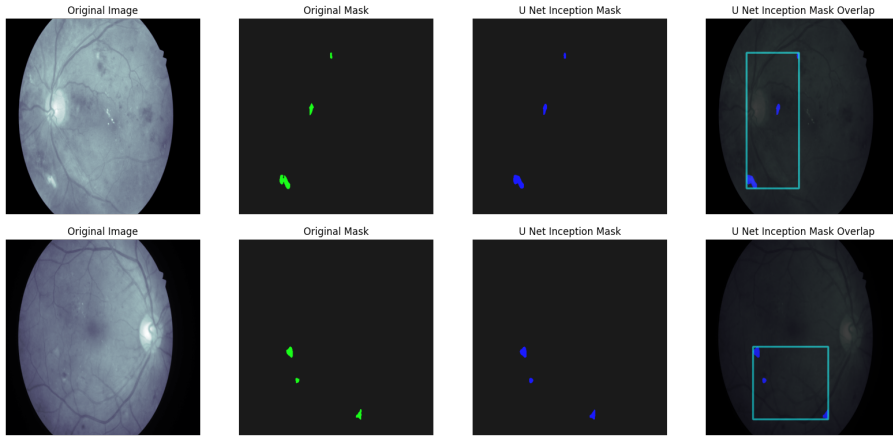 Original Image
Original Mask
U Net Inception Mask
U Net Inception Mask Overlap
Original Image
Original Mask
U Net Inception Mask
U Net Inception Mask Overlap